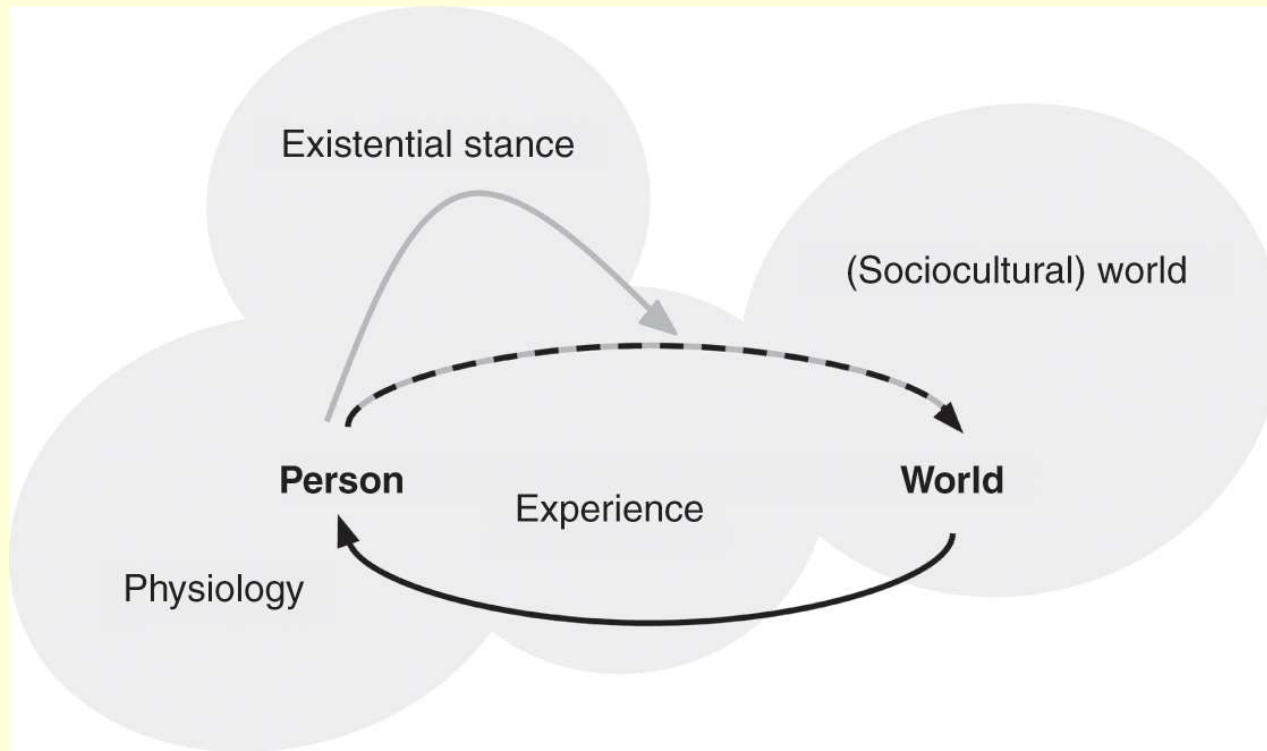 Existential stance
(Sociocultural) world
Person
World
Experience
Physiology